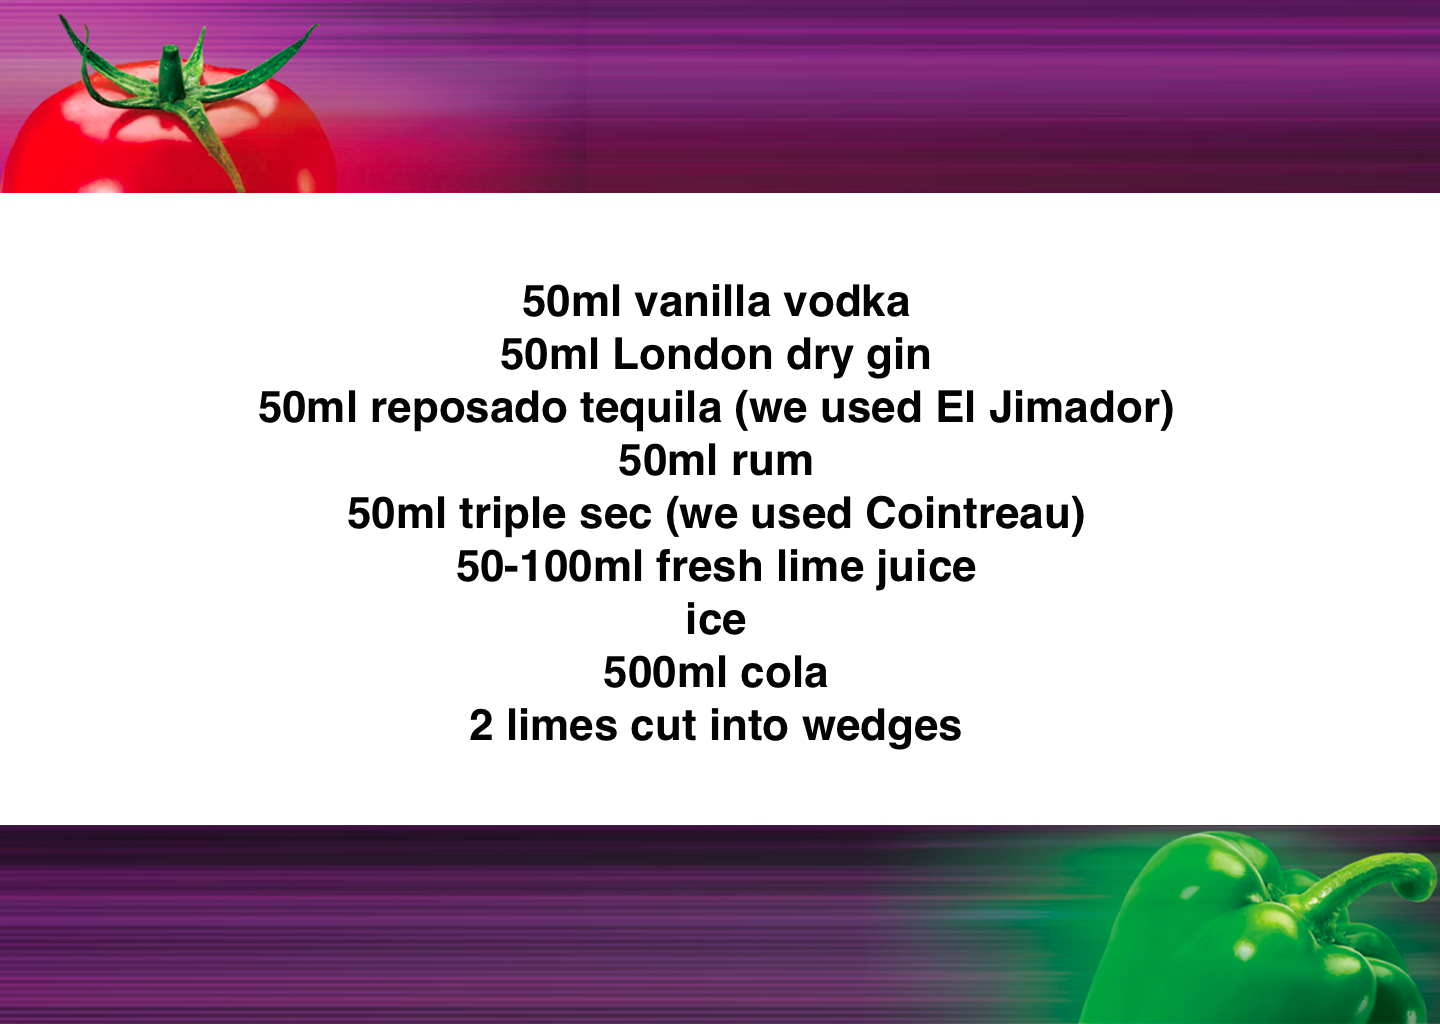 50ml vanilla vodka
50ml London dry gin
50ml reposado tequila (we used El Jimador)
50ml rum
50ml triple sec (we used Cointreau)
50-100ml fresh lime juice
ice
500ml cola
2 limes cut into wedges